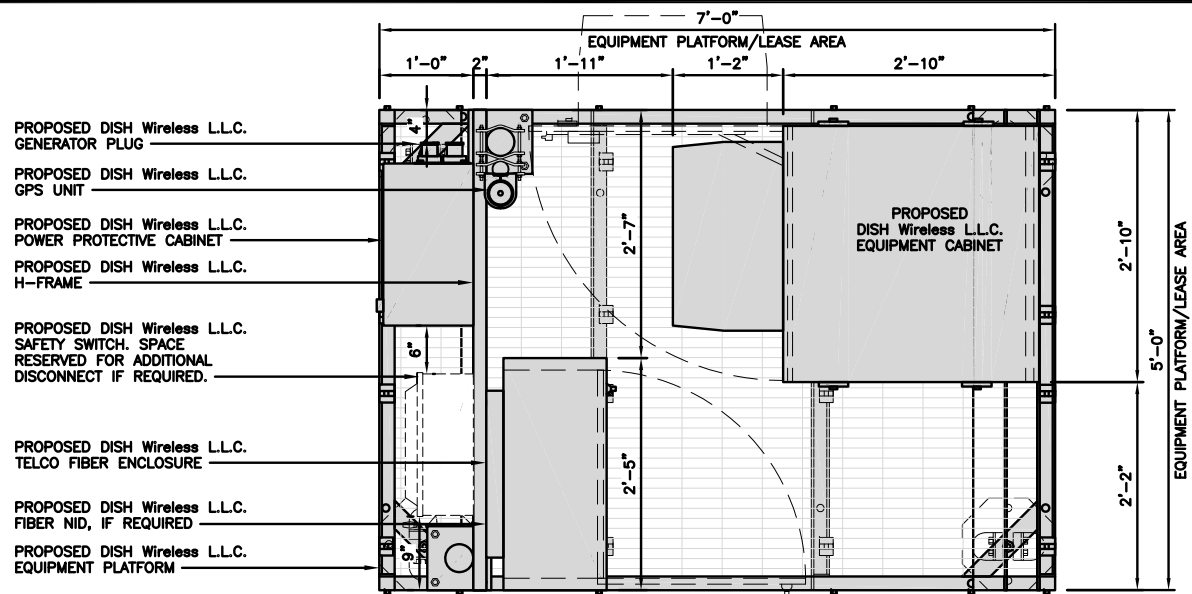 7'-0"
EQUIPMENT PLATFORM/LEASE AREA
1'-0"
2"
1'-11"
1'-2"
2'-10"
PROPOSED DISH Wireless L.L.C.
GENERATOR PLUG
PROPOSED DISH Wireless L.L.C.
GPS UNIT
PROPOSED DISH Wireless L.L.C.
POWER PROTECTIVE CABINET
PROPOSED DISH Wireless L.L.C.
H-FRAME
PROPOSED DISH Wireless L.L.C.
SAFETY SWITCH. SPACE
RESERVED FOR ADDITIONAL
DISCONNECT IF REQUIRED.
PROPOSED DISH Wireless L.L.C.
TELCO FIBER ENCLOSURE
PROPOSED DISH Wireless L.L.C.
FIBER NID, IF REQUIRED
PROPOSED DISH Wireless L.L.C.
EQUIPMENT PLATFORM
4"
6"
9"
2'-7"
2'-5"
PROPOSED
DISH Wireless L.L.C.
EQUIPMENT CABINET
2'-10"
2'-2"
5'-0"
EQUIPMENT PLATFORM/LEASE AREA